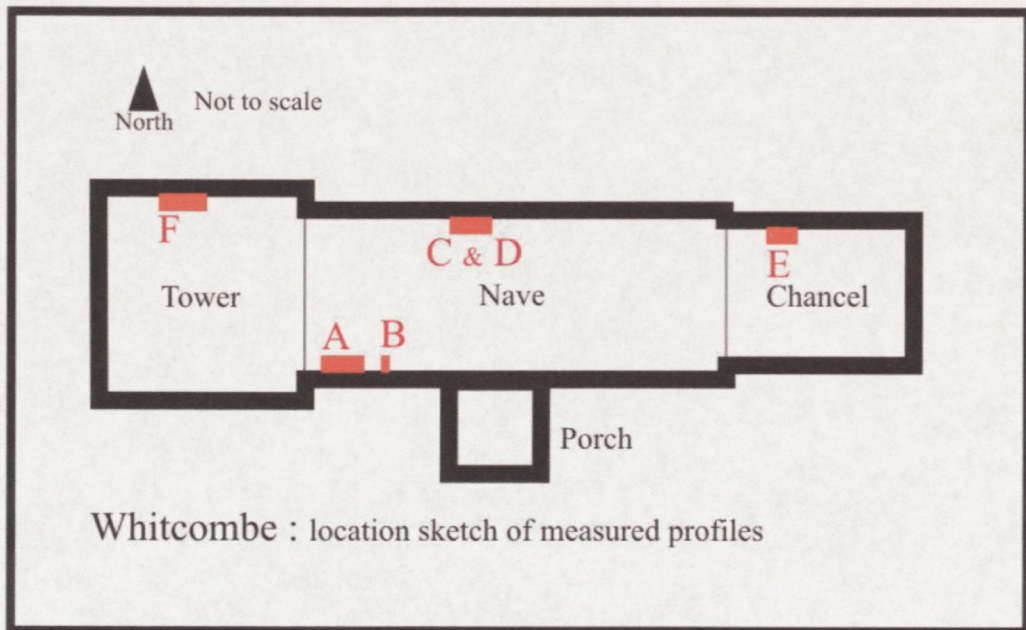 Not to scale
North
F
C & D
E
Tower
Nave
Chancel
A
B
Porch
Whitcombe : location sketch of measured profiles